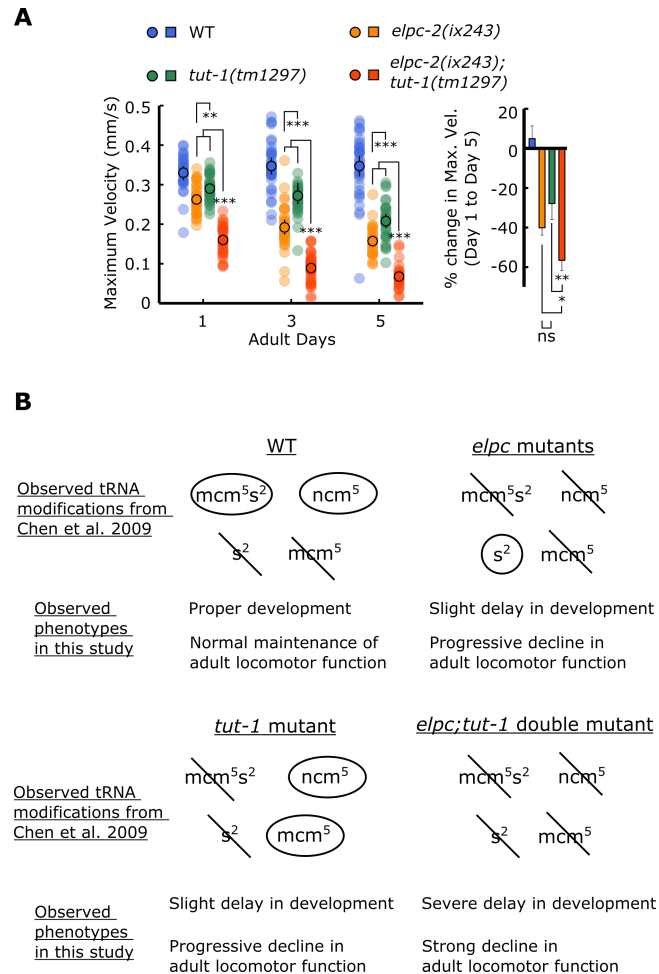 A
WT
elpc-2(ix243)
tut-1(tm1297)
elpc-2(ix243);
tut-1(tm1297)
Maximum Velocity (mm/s)
0.5
0.4
0.3
0.2
0.1
0
**
***
***
***
***
***
1
3
5
Adult Days
% change in Max. Vel.
(Day 1 to Day 5)
20
0
-20
-40
-60
**
*
ns
B
WT
elpc mutants
Observed tRNA
modifications from
Chen et al. 2009
mcm⁵s²
ncm⁵
mcm⁵s²
ncm⁵
s²
mcm⁵
s²
mcm⁵
Observed
phenotypes
in this study
Proper development
Normal maintenance of
adult locomotor function
Slight delay in development
Progressive decline in
adult locomotor function
tut-1 mutant
elpc;tut-1 double mutant
Observed tRNA
modifications from
Chen et al. 2009
mcm⁵s²
ncm⁵
mcm⁵s²
ncm⁵
s²
mcm⁵
s²
mcm⁵
Observed
phenotypes
in this study
Slight delay in development
Progressive decline in
adult locomotor function
Severe delay in development
Strong decline in
adult locomotor function